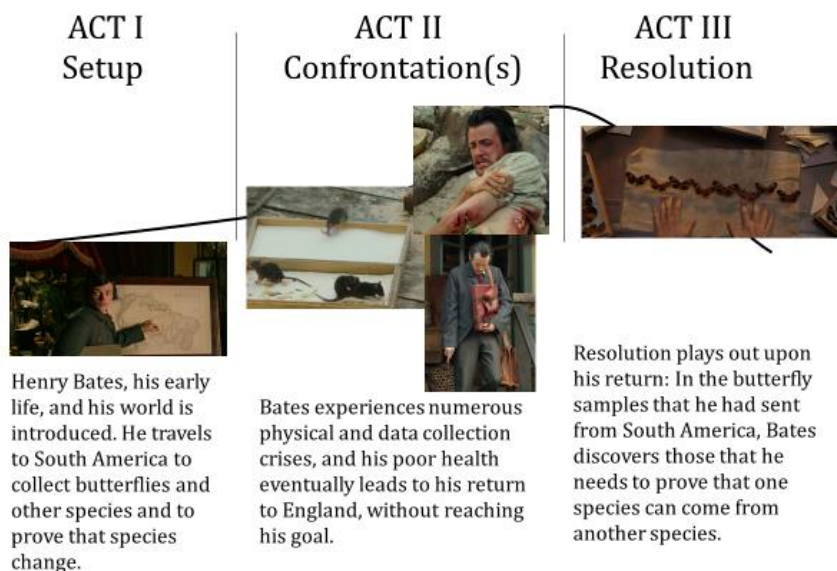 ACT I
Setup
ACT II
Confrontation(s)
ACT III
Resolution
Henry Bates, his early
life, and his world is
introduced. He travels
to South America to
collect butterflies and
other species and to
prove that species
change.
Bates experiences numerous
physical and data collection
crises, and his poor health
eventually leads to his return
to England, without reaching
his goal.
Resolution plays out upon
his return: In the butterfly
samples that he had sent
from South America, Bates
discovers those that he
needs to prove that one
species can come from
another species.